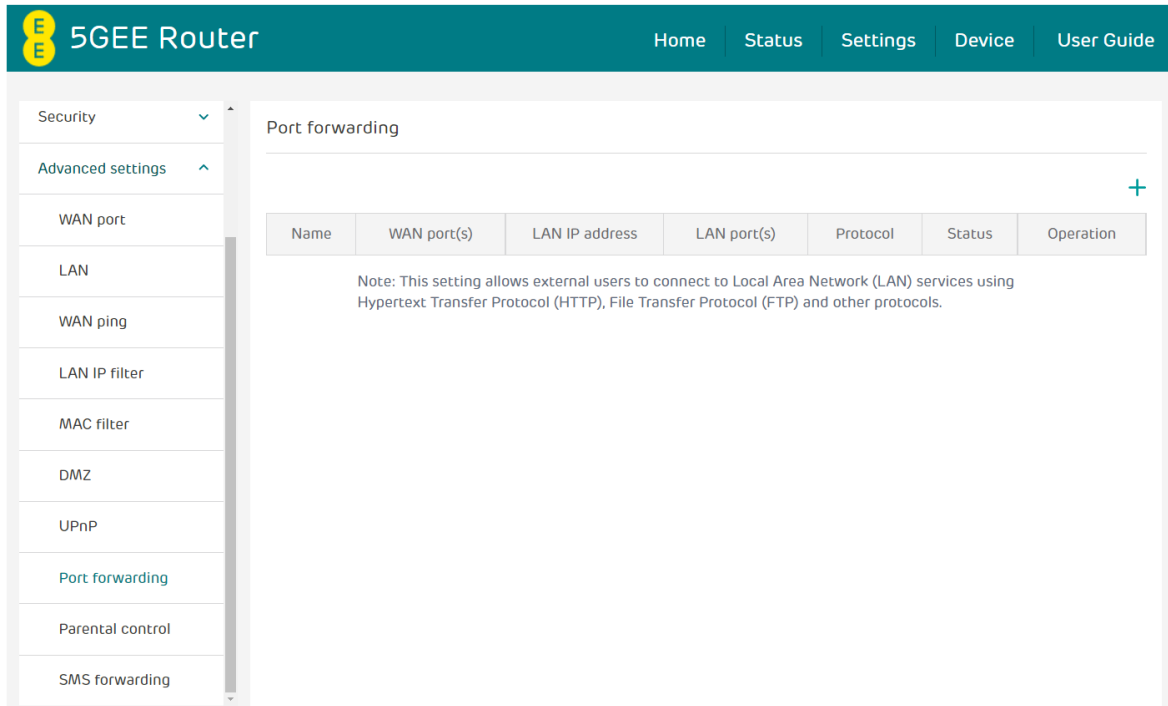 E
E
5GEE Router
Home
Status
Settings
Device
User Guide
Security
Advanced settings
WAN port
LAN
WAN ping
LAN IP filter
MAC filter
DMZ
UPnP
Port forwarding
Parental control
SMS forwarding
Port forwarding
+
Name
WAN port(s)
LAN IP address
LAN port(s)
Protocol
Status
Operation
Note: This setting allows external users to connect to Local Area Network (LAN) services using
Hypertext Transfer Protocol (HTTP), File Transfer Protocol (FTP) and other protocols.